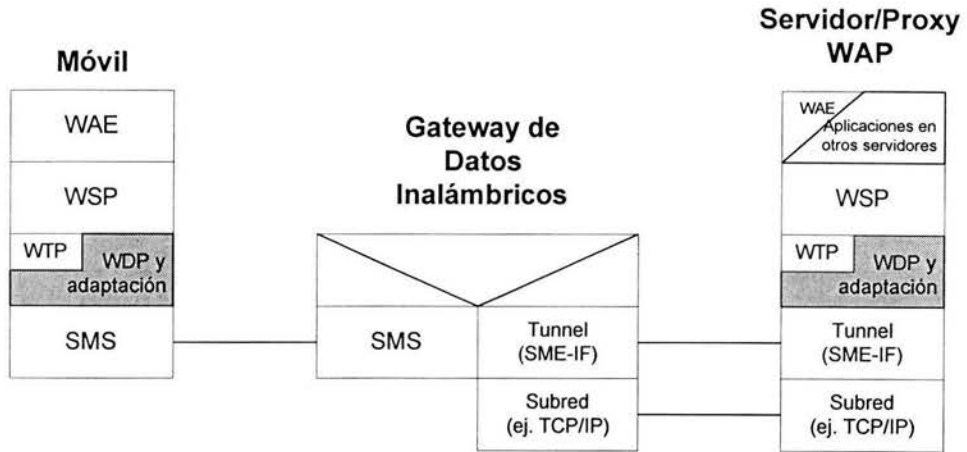 Móvil
WAE
WSP
WTP
WDP y
adaptación
SMS
Gateway de
Datos
Inalámbricos
SMS
Tunnel
(SME-IF)
Subred
(ej. TCP/IP)
Servidor/Proxy
WAP
WAE
Aplicaciones en
otros servidores
WSP
WTP
WDP y
adaptación
Tunnel
(SME-IF)
Subred
(ej. TCP/IP)